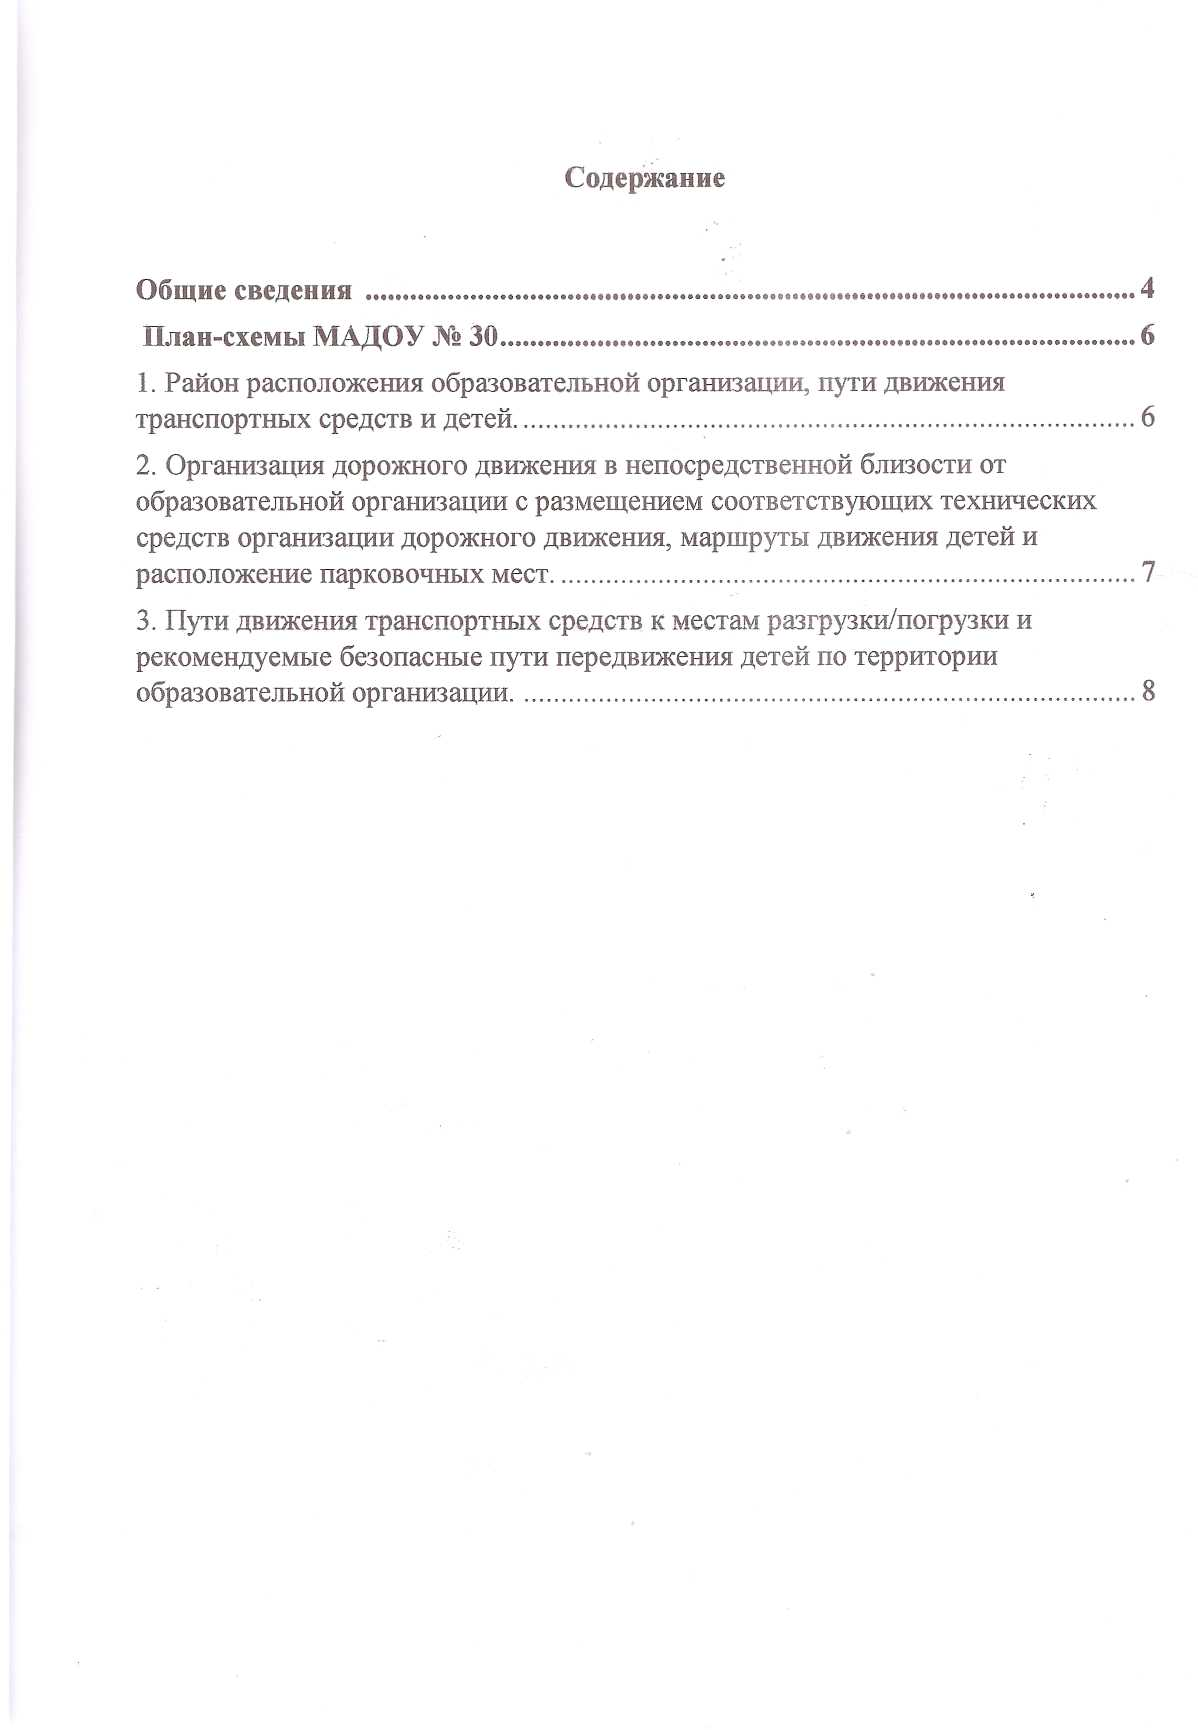 Содержание
Общие сведения ........................................................................................................ 4
План-схемы МАДОУ № 30...................................................................................... 6
1. Район расположения образовательной организации, пути движения
транспортных средств и детей. .................................................................................... 6
2. Организация дорожного движения в непосредственной близости от
образовательной организации с размещением соответствующих технических
средств организации дорожного движения, маршруты движения детей и
расположение парковочных мест. ............................................................................... 7
3. Пути движения транспортных средств к местам разгрузки/погрузки и
рекомендуемые безопасные пути передвижения детей по территории
образовательной организации. .................................................................................... 8